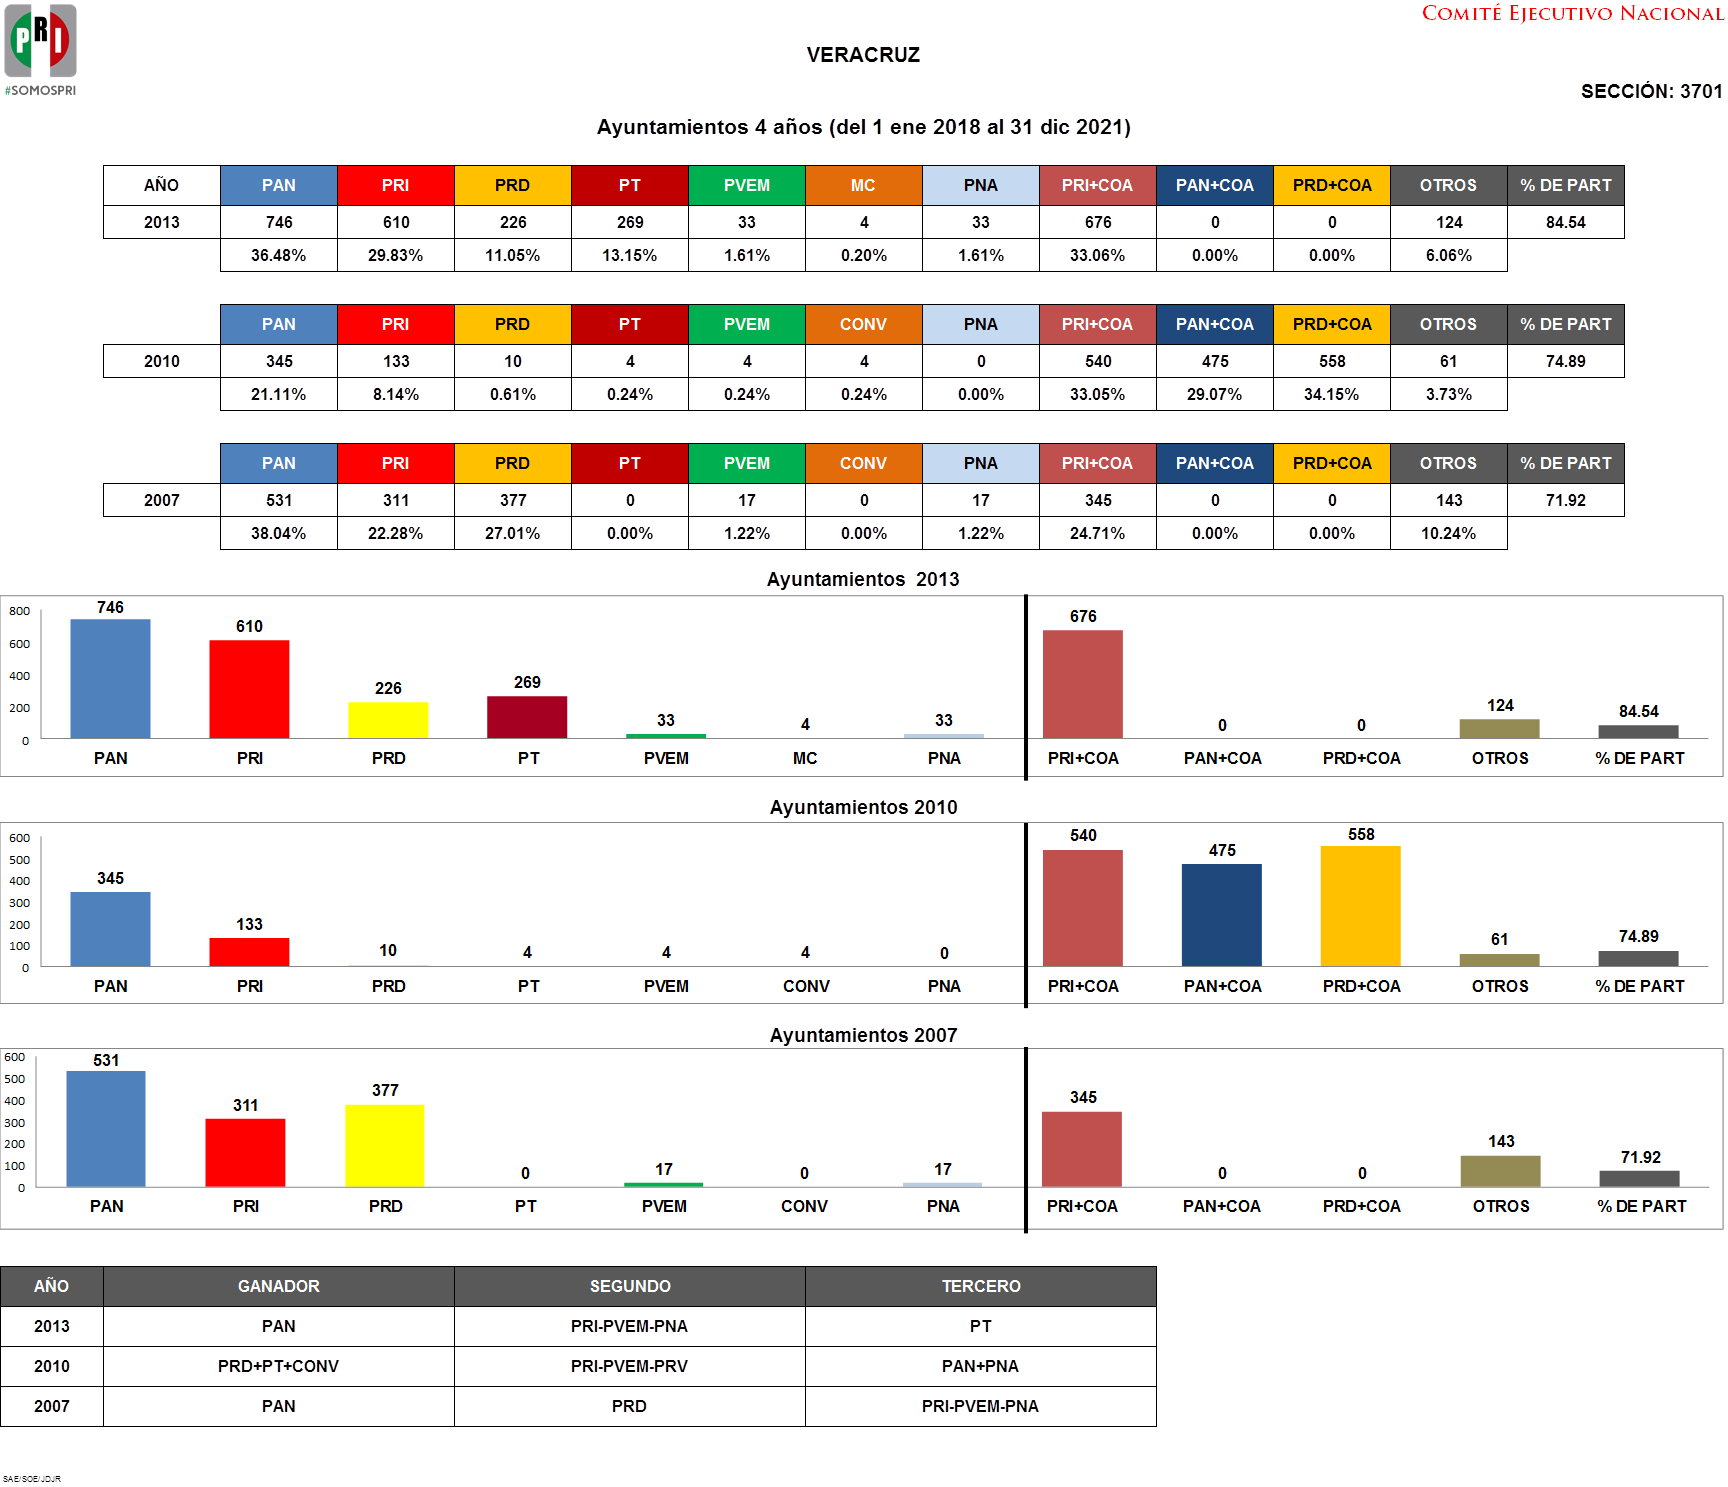 PRI
#SOMOSPRI
COMITÉ EJECUTIVO NACIONAL
VERACRUZ
SECCIÓN: 3701
Ayuntamientos 4 años (del 1 ene 2018 al 31 dic 2021)
AÑO PAN PRI PRD PT PVEM MC PNA PRI+COA PAN+COA PRD+COA OTROS % DE PART
2013 746 610 226 269 33 4 33 676 0 0 124 84.54
36.48% 29.83% 11.05% 13.15% 1.61% 0.20% 1.61% 33.06% 0.00% 0.00% 6.06%
PAN PRI PRD PT PVEM CONV PNA PRI+COA PAN+COA PRD+COA OTROS % DE PART
2010 345 133 10 4 4 4 0 540 475 558 61 74.89
21.11% 8.14% 0.61% 0.24% 0.24% 0.24% 0.00% 33.05% 29.07% 34.15% 3.73%
PAN PRI PRD PT PVEM CONV PNA PRI+COA PAN+COA PRD+COA OTROS % DE PART
2007 531 311 377 0 17 0 17 345 0 0 143 71.92
38.04% 22.28% 27.01% 0.00% 1.22% 0.00% 1.22% 24.71% 0.00% 0.00% 10.24%
Ayuntamientos 2013
800
600
400
200
0
746 610 226 269 33 4 33 676 0 0 124 84.54
PAN PRI PRD PT PVEM MC PNA PRI+COA PAN+COA PRD+COA OTROS % DE PART
Ayuntamientos 2010
600
500
400
300
200
100
0
345 133 10 4 4 4 0 540 475 558 61 74.89
PAN PRI PRD PT PVEM CONV PNA PRI+COA PAN+COA PRD+COA OTROS % DE PART
Ayuntamientos 2007
600
500
400
300
200
100
0
531 311 377 0 17 0 17 345 0 0 143 71.92
PAN PRI PRD PT PVEM CONV PNA PRI+COA PAN+COA PRD+COA OTROS % DE PART
AÑO GANADOR SEGUNDO TERCERO
2013 PAN PRI-PVEM-PNA PT
2010 PRD+PT+CONV PRI-PVEM-PRV PAN+PNA
2007 PAN PRD PRI-PVEM-PNA
SAE/SOE/JDJR